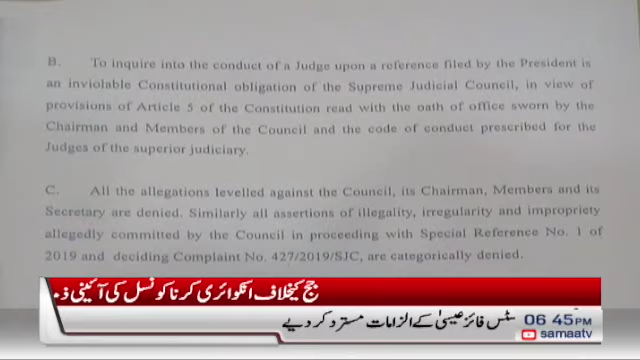 B. To inquire into the conduct of a Judge upon a reference filed by the President is
an inviolable Constitutional obligation of the Supreme Judicial Council, in view of
provisions of Article 5 of the Constitution read with the oath of office sworn by the
Chairman and Members of the Council and the code of conduct prescribed for the
Judges of the superior judiciary.
C. All the allegations levelled against the Council, its Chairman, Members and its
Secretary are denied. Similarly all assertions of illegality, irregularity and impropriety
allegedly committed by the Council in proceeding with Special Reference No. 1 of
2019 and deciding Complaint No. 427/2019/SJC, are categorically denied.
جج کیخلاف انکوائری کرنا کونسل کی آئینی
سٹس فائز عیسیٰ کے الزامات مسترد کر دیے
06:45PM
samaatv